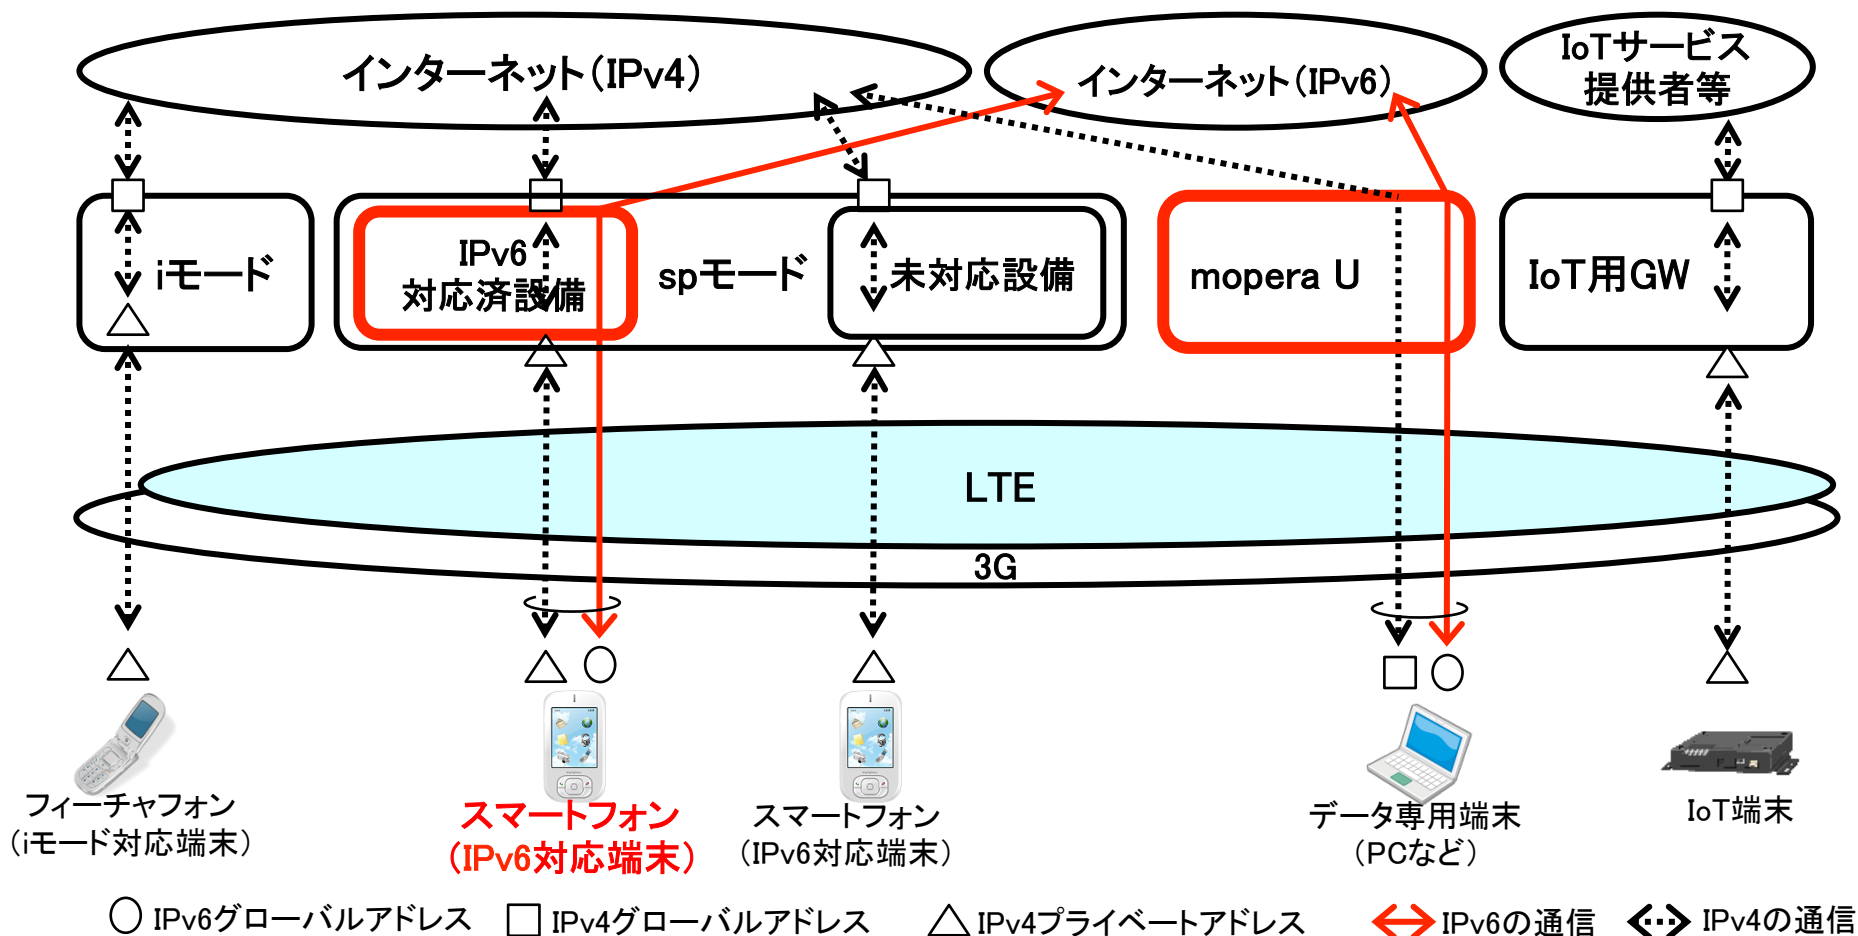 インターネット（IPv4）
インターネット（IPv6）
IoTサービス
提供者等
iモード
IPv6
対応済設備
spモード
未対応設備
mopera U
IoT用GW
LTE
3G
フィーチャフォン
（iモード対応端末）
スマートフォン
（IPv6対応端末）
スマートフォン
（IPv6対応端末）
データ専用端末
（PCなど）
IoT端末
IPv6グローバルアドレス
IPv4グローバルアドレス
IPv4プライベートアドレス
IPv6の通信
IPv4の通信